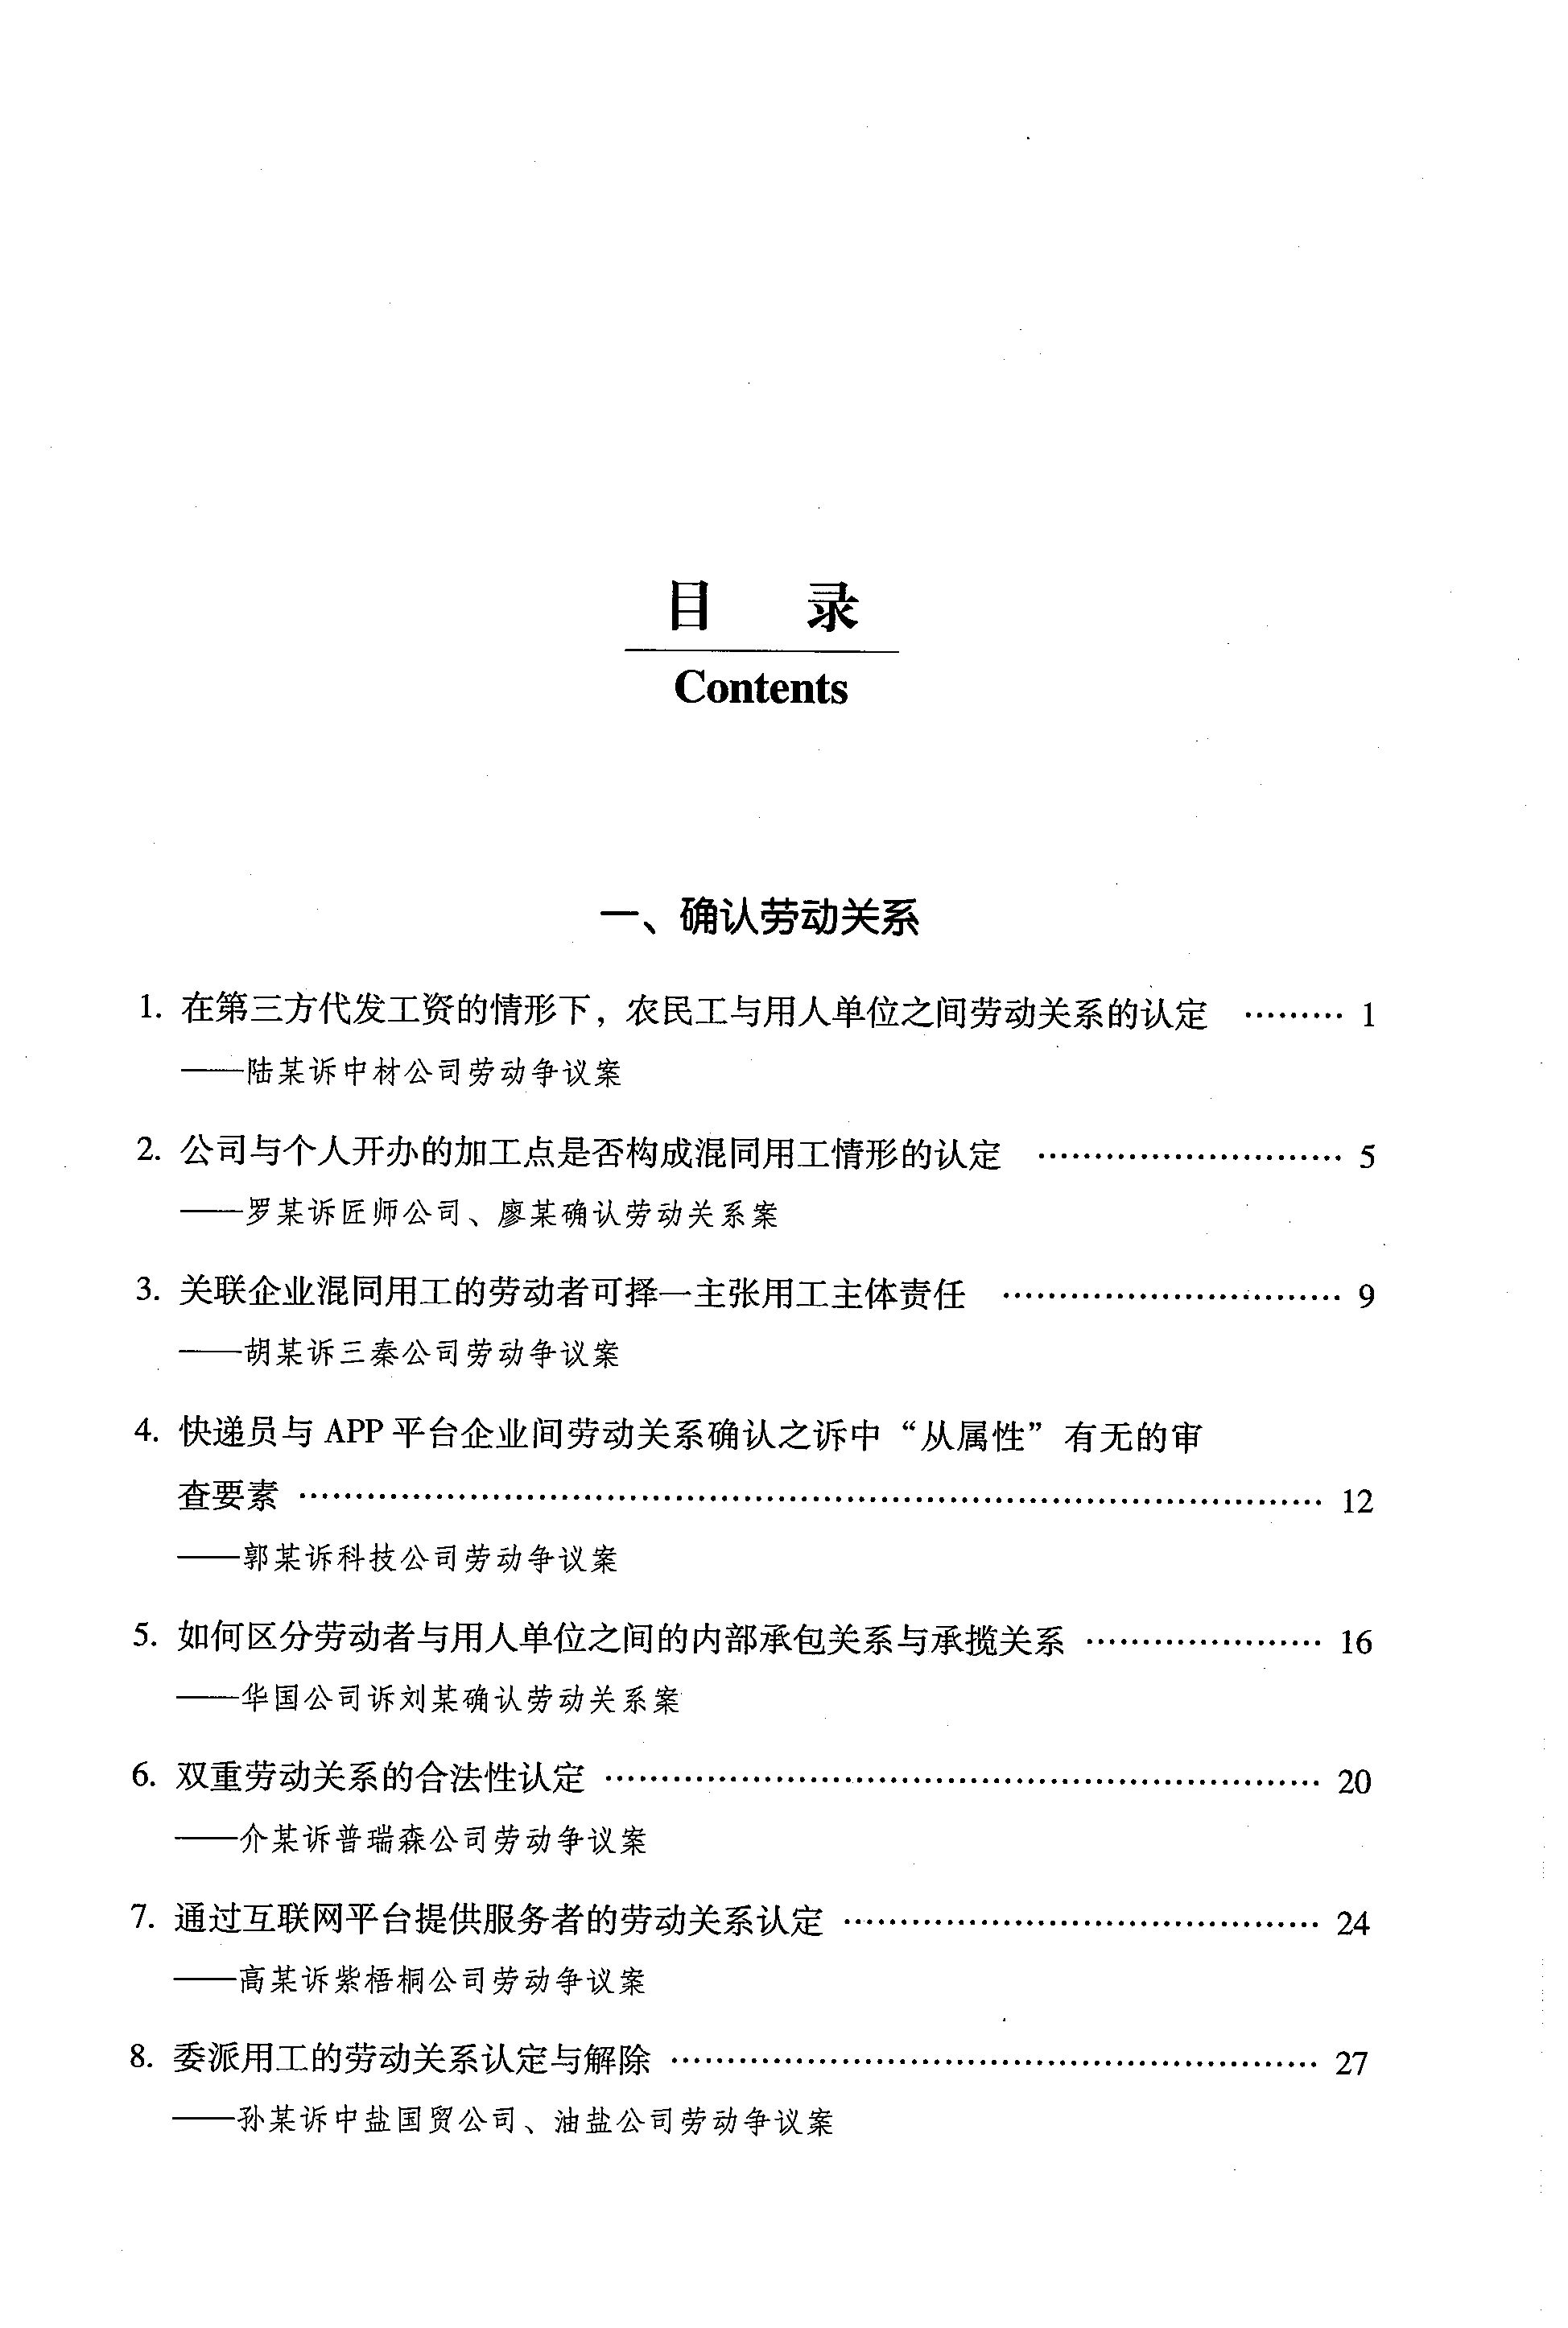 目 录
Contents
一、确认劳动关系
1. 在第三方代发工资的情形下，农民工与用人单位之间劳动关系的认定 ……… 1
——陆某诉中材公司劳动争议案
2. 公司与个人开办的加工点是否构成混同用工情形的认定 ……………………… 5
——罗某诉匠师公司、廖某确认劳动关系案
3. 关联企业混同用工的劳动者可择一主张用工主体责任 ………………………… 9
——胡某诉三秦公司劳动争议案
4. 快递员与 APP 平台企业间劳动关系确认之诉中“从属性”有无的审
查要素 ……………………………………………………………………………… 12
——郭某诉科技公司劳动争议案
5. 如何区分劳动者与用人单位之间的内部承包关系与承揽关系 ………………… 16
——华国公司诉刘某确认劳动关系案
6. 双重劳动关系的合法性认定 ……………………………………………………… 20
——介某诉普瑞森公司劳动争议案
7. 通过互联网平台提供服务者的劳动关系认定 …………………………………… 24
——高某诉紫梧桐公司劳动争议案
8. 委派用工的劳动关系认定与解除 ………………………………………………… 27
——孙某诉中盐国贸公司、油盐公司劳动争议案